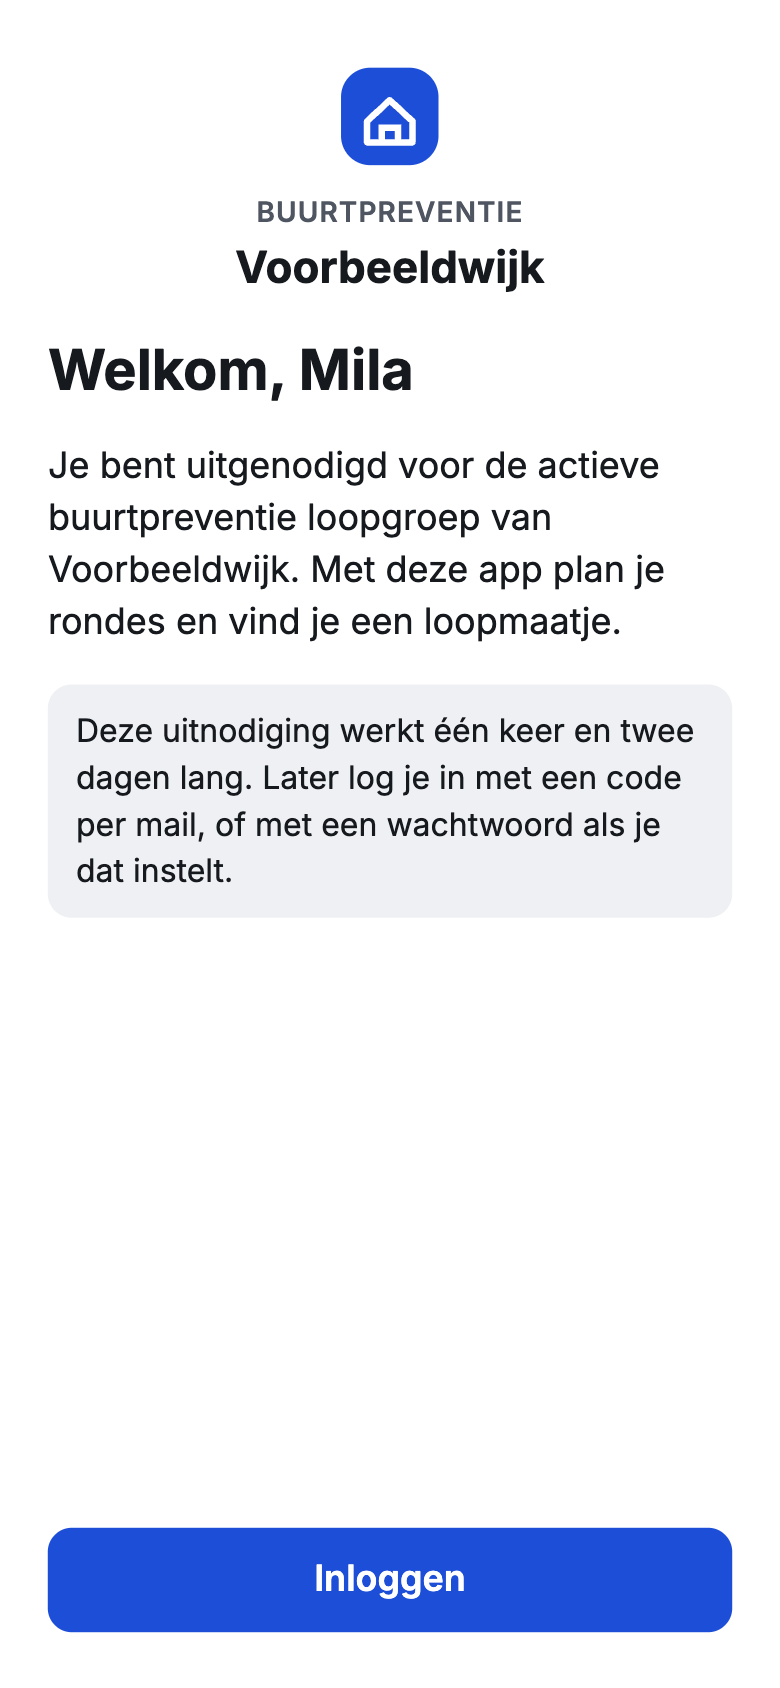 BUURTPREVENTIE
Voorbeeldwijk
Welkom, Mila
Je bent uitgenodigd voor de actieve
buurtpreventie loopgroep van
Voorbeeldwijk. Met deze app plan je
rondes en vind je een loopmaatje.
Deze uitnodiging werkt één keer en twee
dagen lang. Later log je in met een code
per mail, of met een wachtwoord als je
dat instelt.
Inloggen